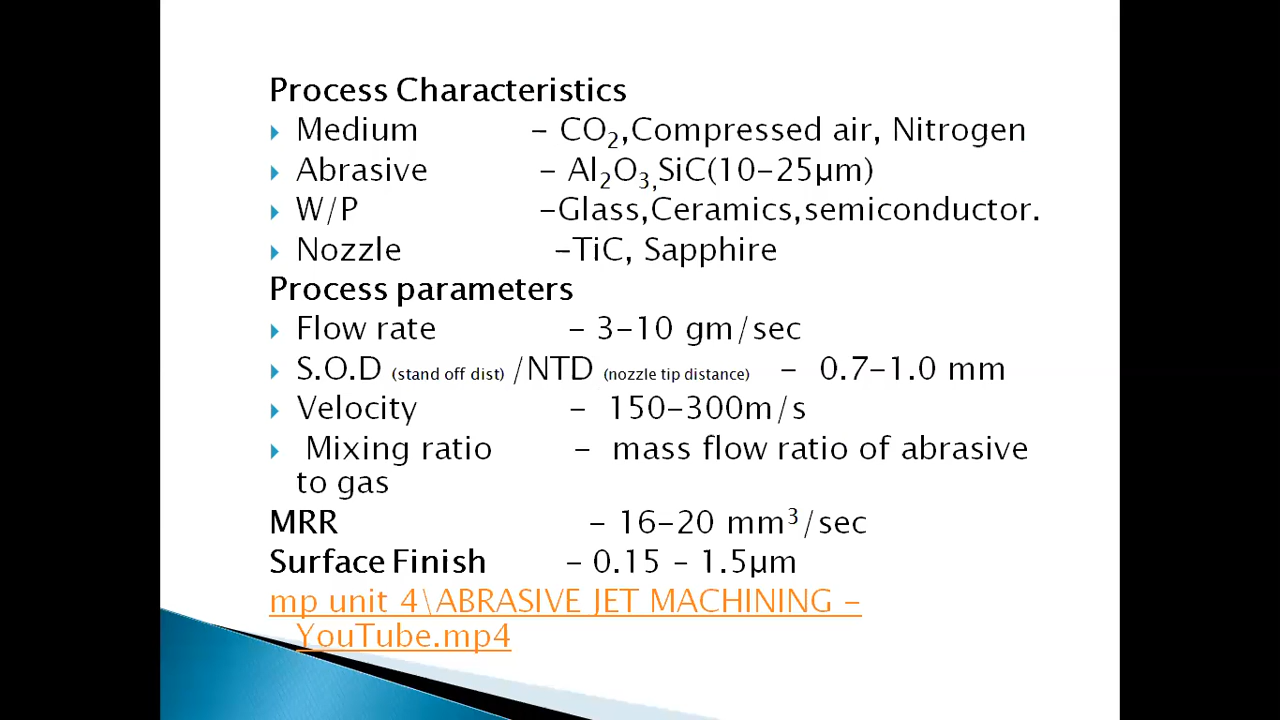 Process Characteristics
Medium – CO₂,Compressed air, Nitrogen
Abrasive – Al₂O₃,SiC(10–25µm)
W/P –Glass,Ceramics,semiconductor.
Nozzle –TiC, Sapphire
Process parameters
Flow rate – 3–10 gm/sec
S.O.D (stand off dist) /NTD (nozzle tip distance) – 0.7–1.0 mm
Velocity – 150–300m/s
Mixing ratio – mass flow ratio of abrasive
to gas
MRR – 16–20 mm³/sec
Surface Finish – 0.15 – 1.5µm
mp unit 4\ABRASIVE JET MACHINING –
YouTube.mp4